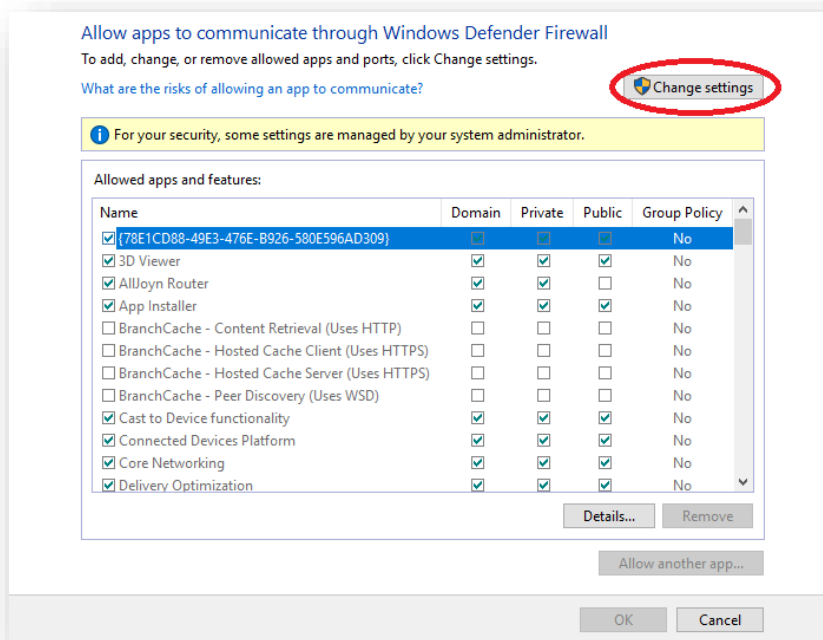 Allow apps to communicate through Windows Defender Firewall
To add, change, or remove allowed apps and ports, click Change settings.
What are the risks of allowing an app to communicate?
Change settings
For your security, some settings are managed by your system administrator.
Allowed apps and features:
Name Domain Private Public Group Policy
{78E1CD88-49E3-476E-B926-580E596AD309} No
3D Viewer No
AllJoyn Router No
App Installer No
BranchCache - Content Retrieval (Uses HTTP) No
BranchCache - Hosted Cache Client (Uses HTTPS) No
BranchCache - Hosted Cache Server (Uses HTTPS) No
BranchCache - Peer Discovery (Uses WSD) No
Cast to Device functionality No
Connected Devices Platform No
Core Networking No
Delivery Optimization No
Details... Remove
Allow another app...
OK Cancel